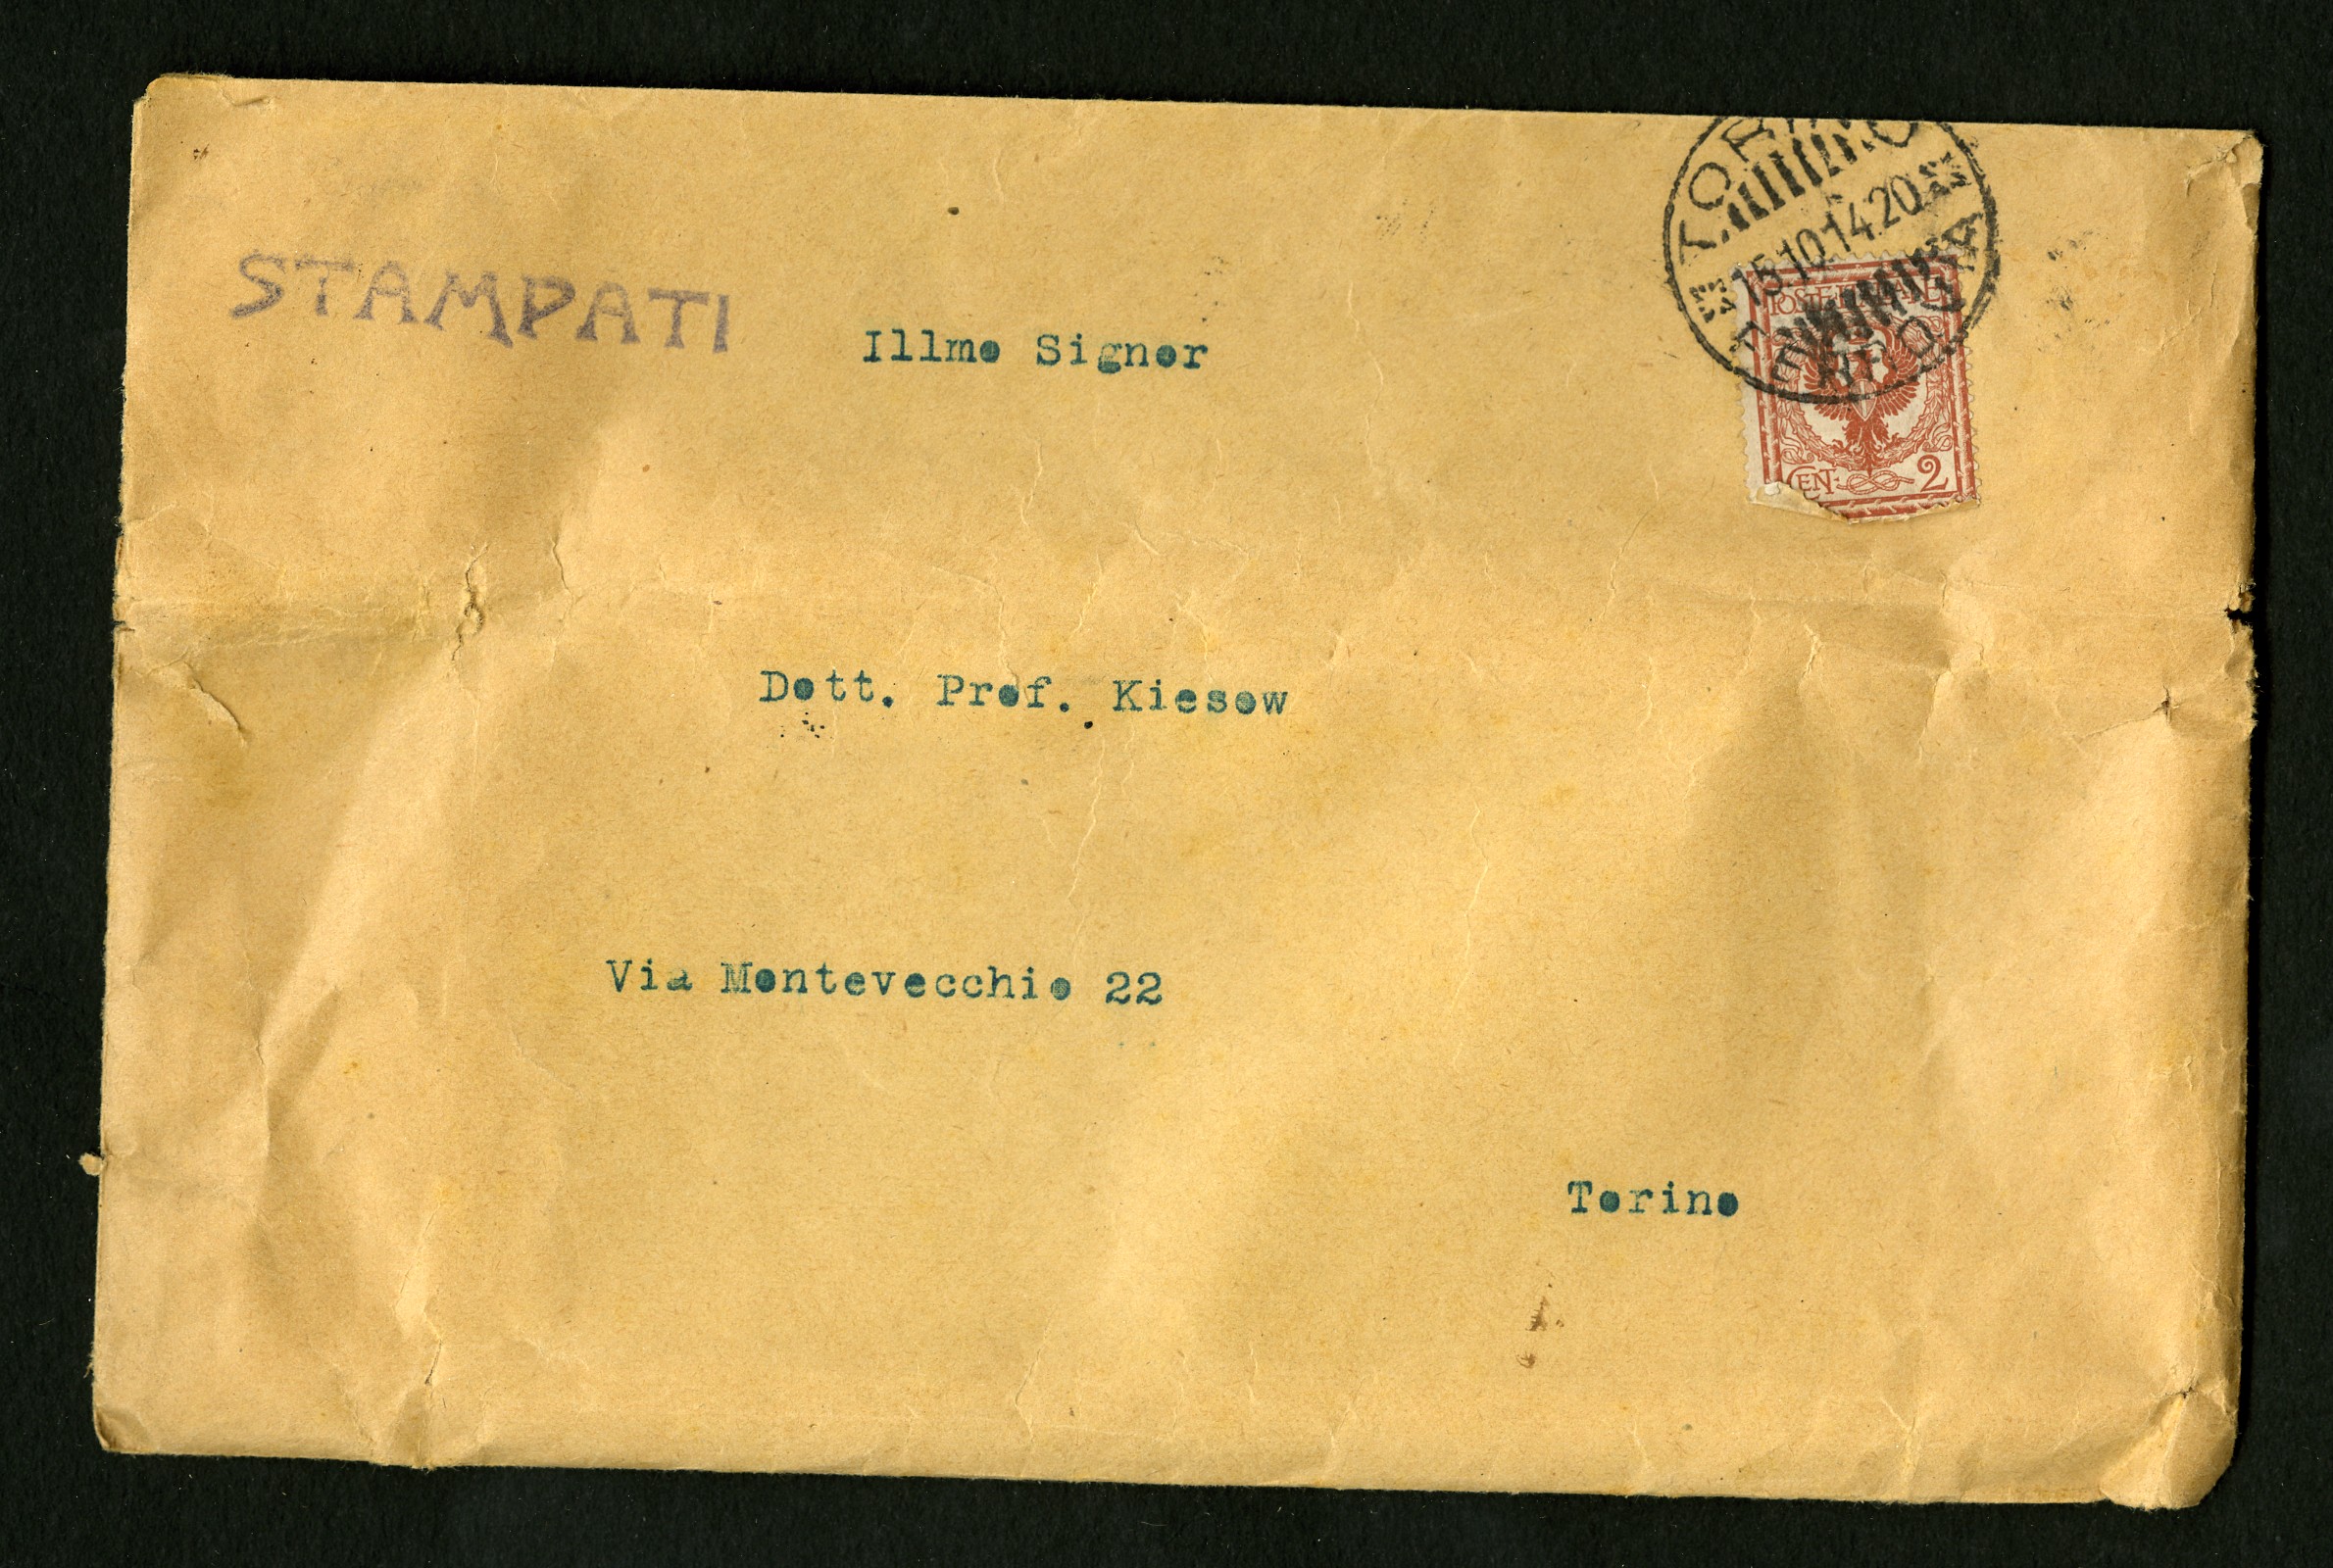 STAMPATI
TORINO
15.10.14.20
FERROVIA
POSTE ITALIANE
CENT. 2
Illmo Signor
Dott. Prof. Kiesow
Via Montevecchio 22
Torino